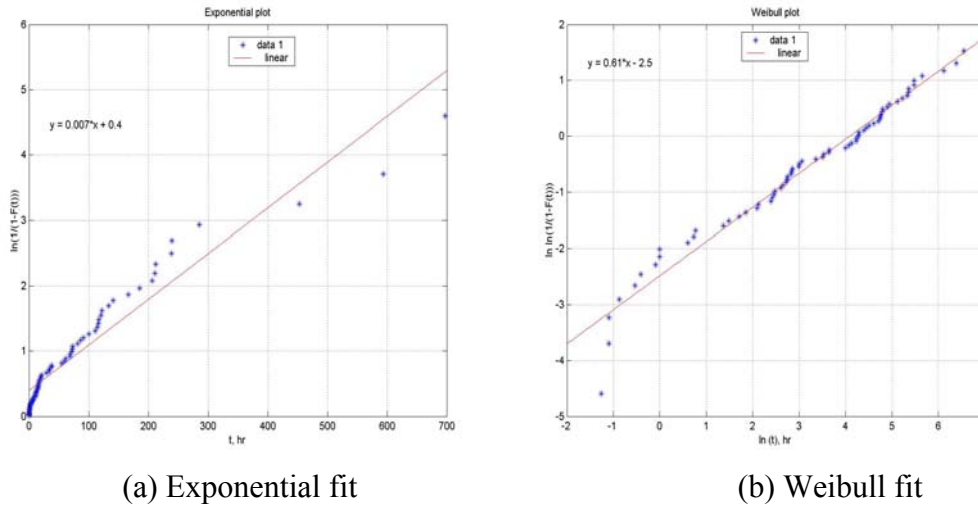 Exponential plot
data 1
linear
y = 0.007*x + 0.4
ln(1/(1-F(t)))
6
5
4
3
2
1
0
0 100 200 300 400 500 600 700
t, hr
(a) Exponential fit
Weibull plot
data 1
linear
y = 0.61*x - 2.5
ln ln (1/(1-F(t)))
2
1
0
-1
-2
-3
-4
-5
-2 -1 0 1 2 3 4 5 6
ln (t), hr
(b) Weibull fit